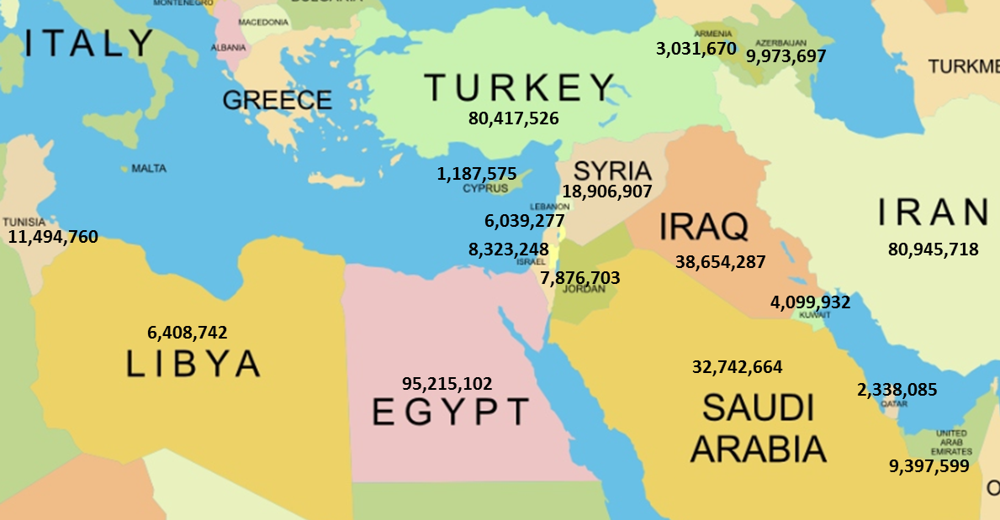 MONTENEGRO
BULGARIA
ITALY
MACEDONIA
ALBANIA
GREECE
TURKEY
80,417,526
ARMENIA
3,031,670
AZERBAIJAN
9,973,697
MALTA
1,187,575
CYPRUS
SYRIA
18,906,907
LEBANON
6,039,277
8,323,248
ISRAEL
7,876,703
JORDAN
IRAQ
38,654,287
IRAN
80,945,718
TUNISIA
11,494,760
4,099,932
KUWAIT
6,408,742
LIBYA
95,215,102
EGYPT
32,742,664
SAUDI
ARABIA
2,338,085
QATAR
UNITED
ARAB
EMIRATES
9,397,599
TURKME
O